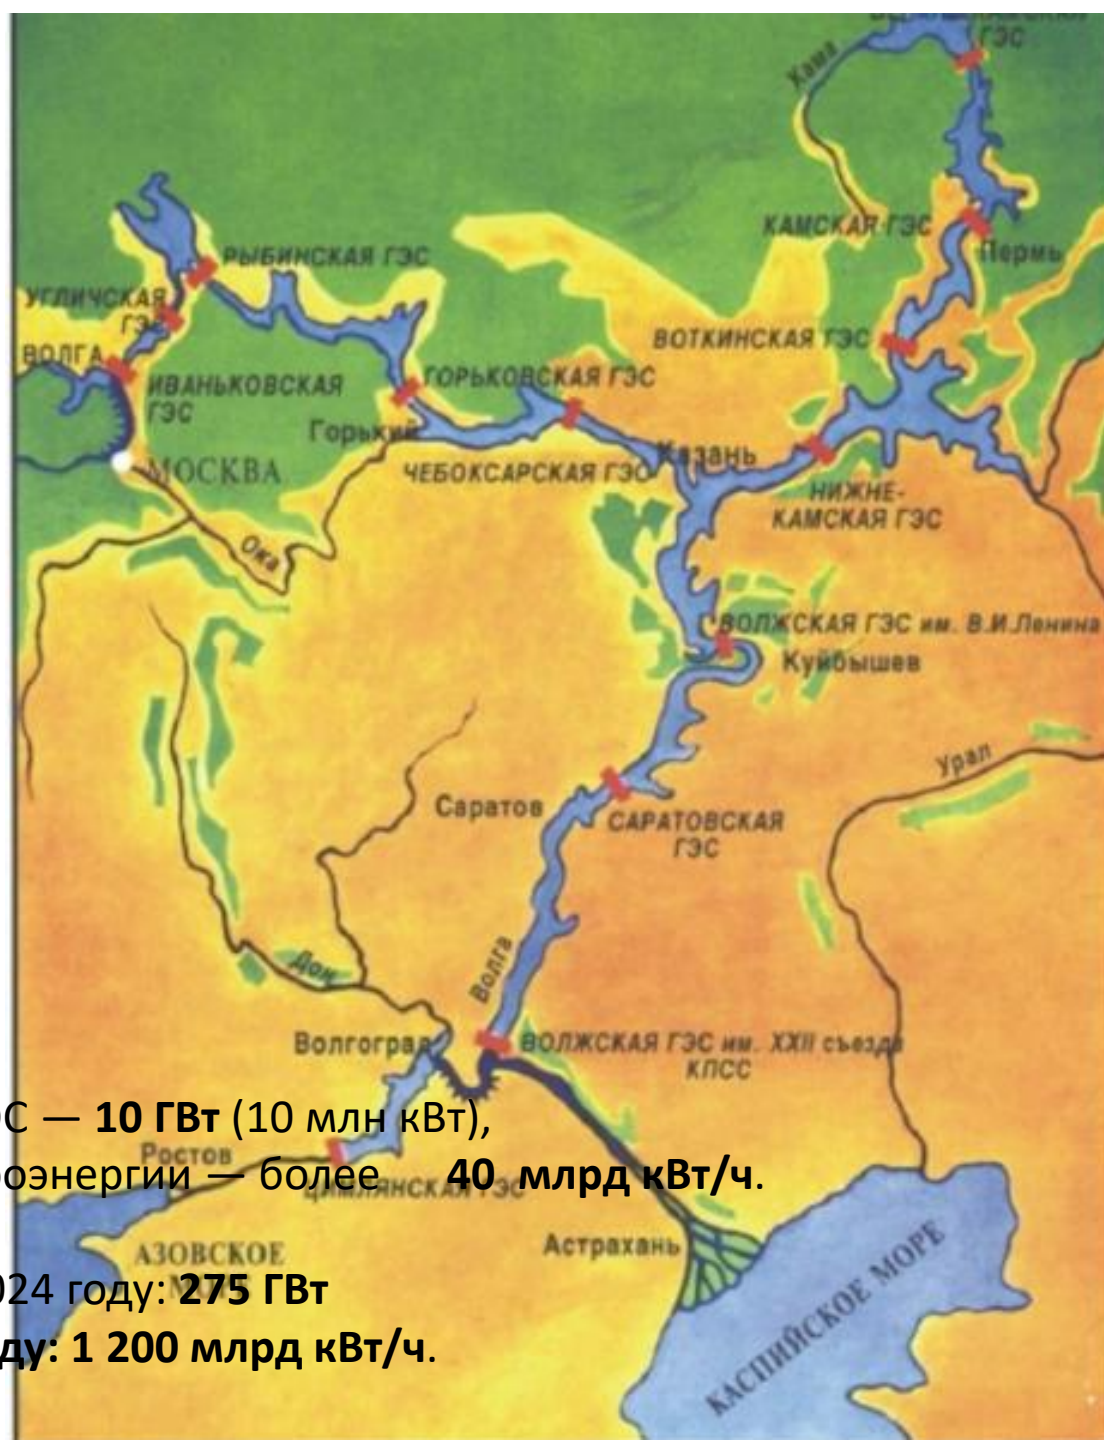 ГЭС
Кама
КАМСКАЯ ГЭС
Пермь
РЫБИНСКАЯ ГЭС
УГЛИЧСКАЯ
ГЭС
ВОЛГА
ВОТКИНСКАЯ ГЭС
ИВАНЬКОВСКАЯ
ГЭС
ГОРЬКОВСКАЯ ГЭС
Горький
МОСКВА
ЧЕБОКСАРСКАЯ ГЭС
Казань
НИЖНЕ-
КАМСКАЯ ГЭС
Ока
ВОЛЖСКАЯ ГЭС им. В.И.Ленина
Куйбышев
Урал
Саратов
САРАТОВСКАЯ
ГЭС
Волга
Дон
Волгоград
ВОЛЖСКАЯ ГЭС им. XXII съезда
КПСС
— 10 ГВт (10 млн кВт),
Ростов
— более 40 млрд кВт/ч.
ЦИМЛЯНСКАЯ ГЭС
Астрахань
АЗОВСКОЕ
МОРЕ
году: 275 ГВт
1 200 млрд кВт/ч.
КАСПИЙСКОЕ МОРЕ